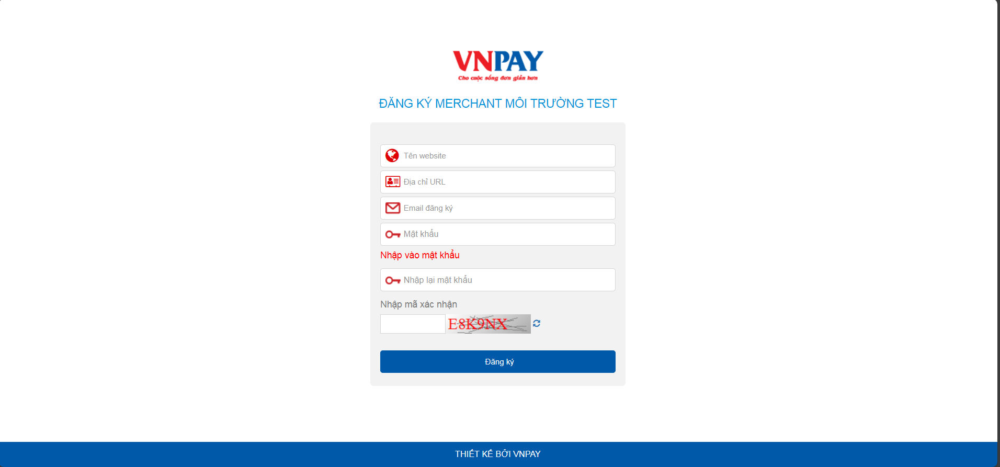 VNPAY
Cho cuộc sống đơn giản hơn
ĐĂNG KÝ MERCHANT MÔI TRƯỜNG TEST
Tên website
Địa chỉ URL
Email đăng ký
Mật khẩu
Nhập vào mật khẩu
Nhập lại mật khẩu
Nhập mã xác nhận
E8K9NX
Đăng ký
THIẾT KẾ BỞI VNPAY